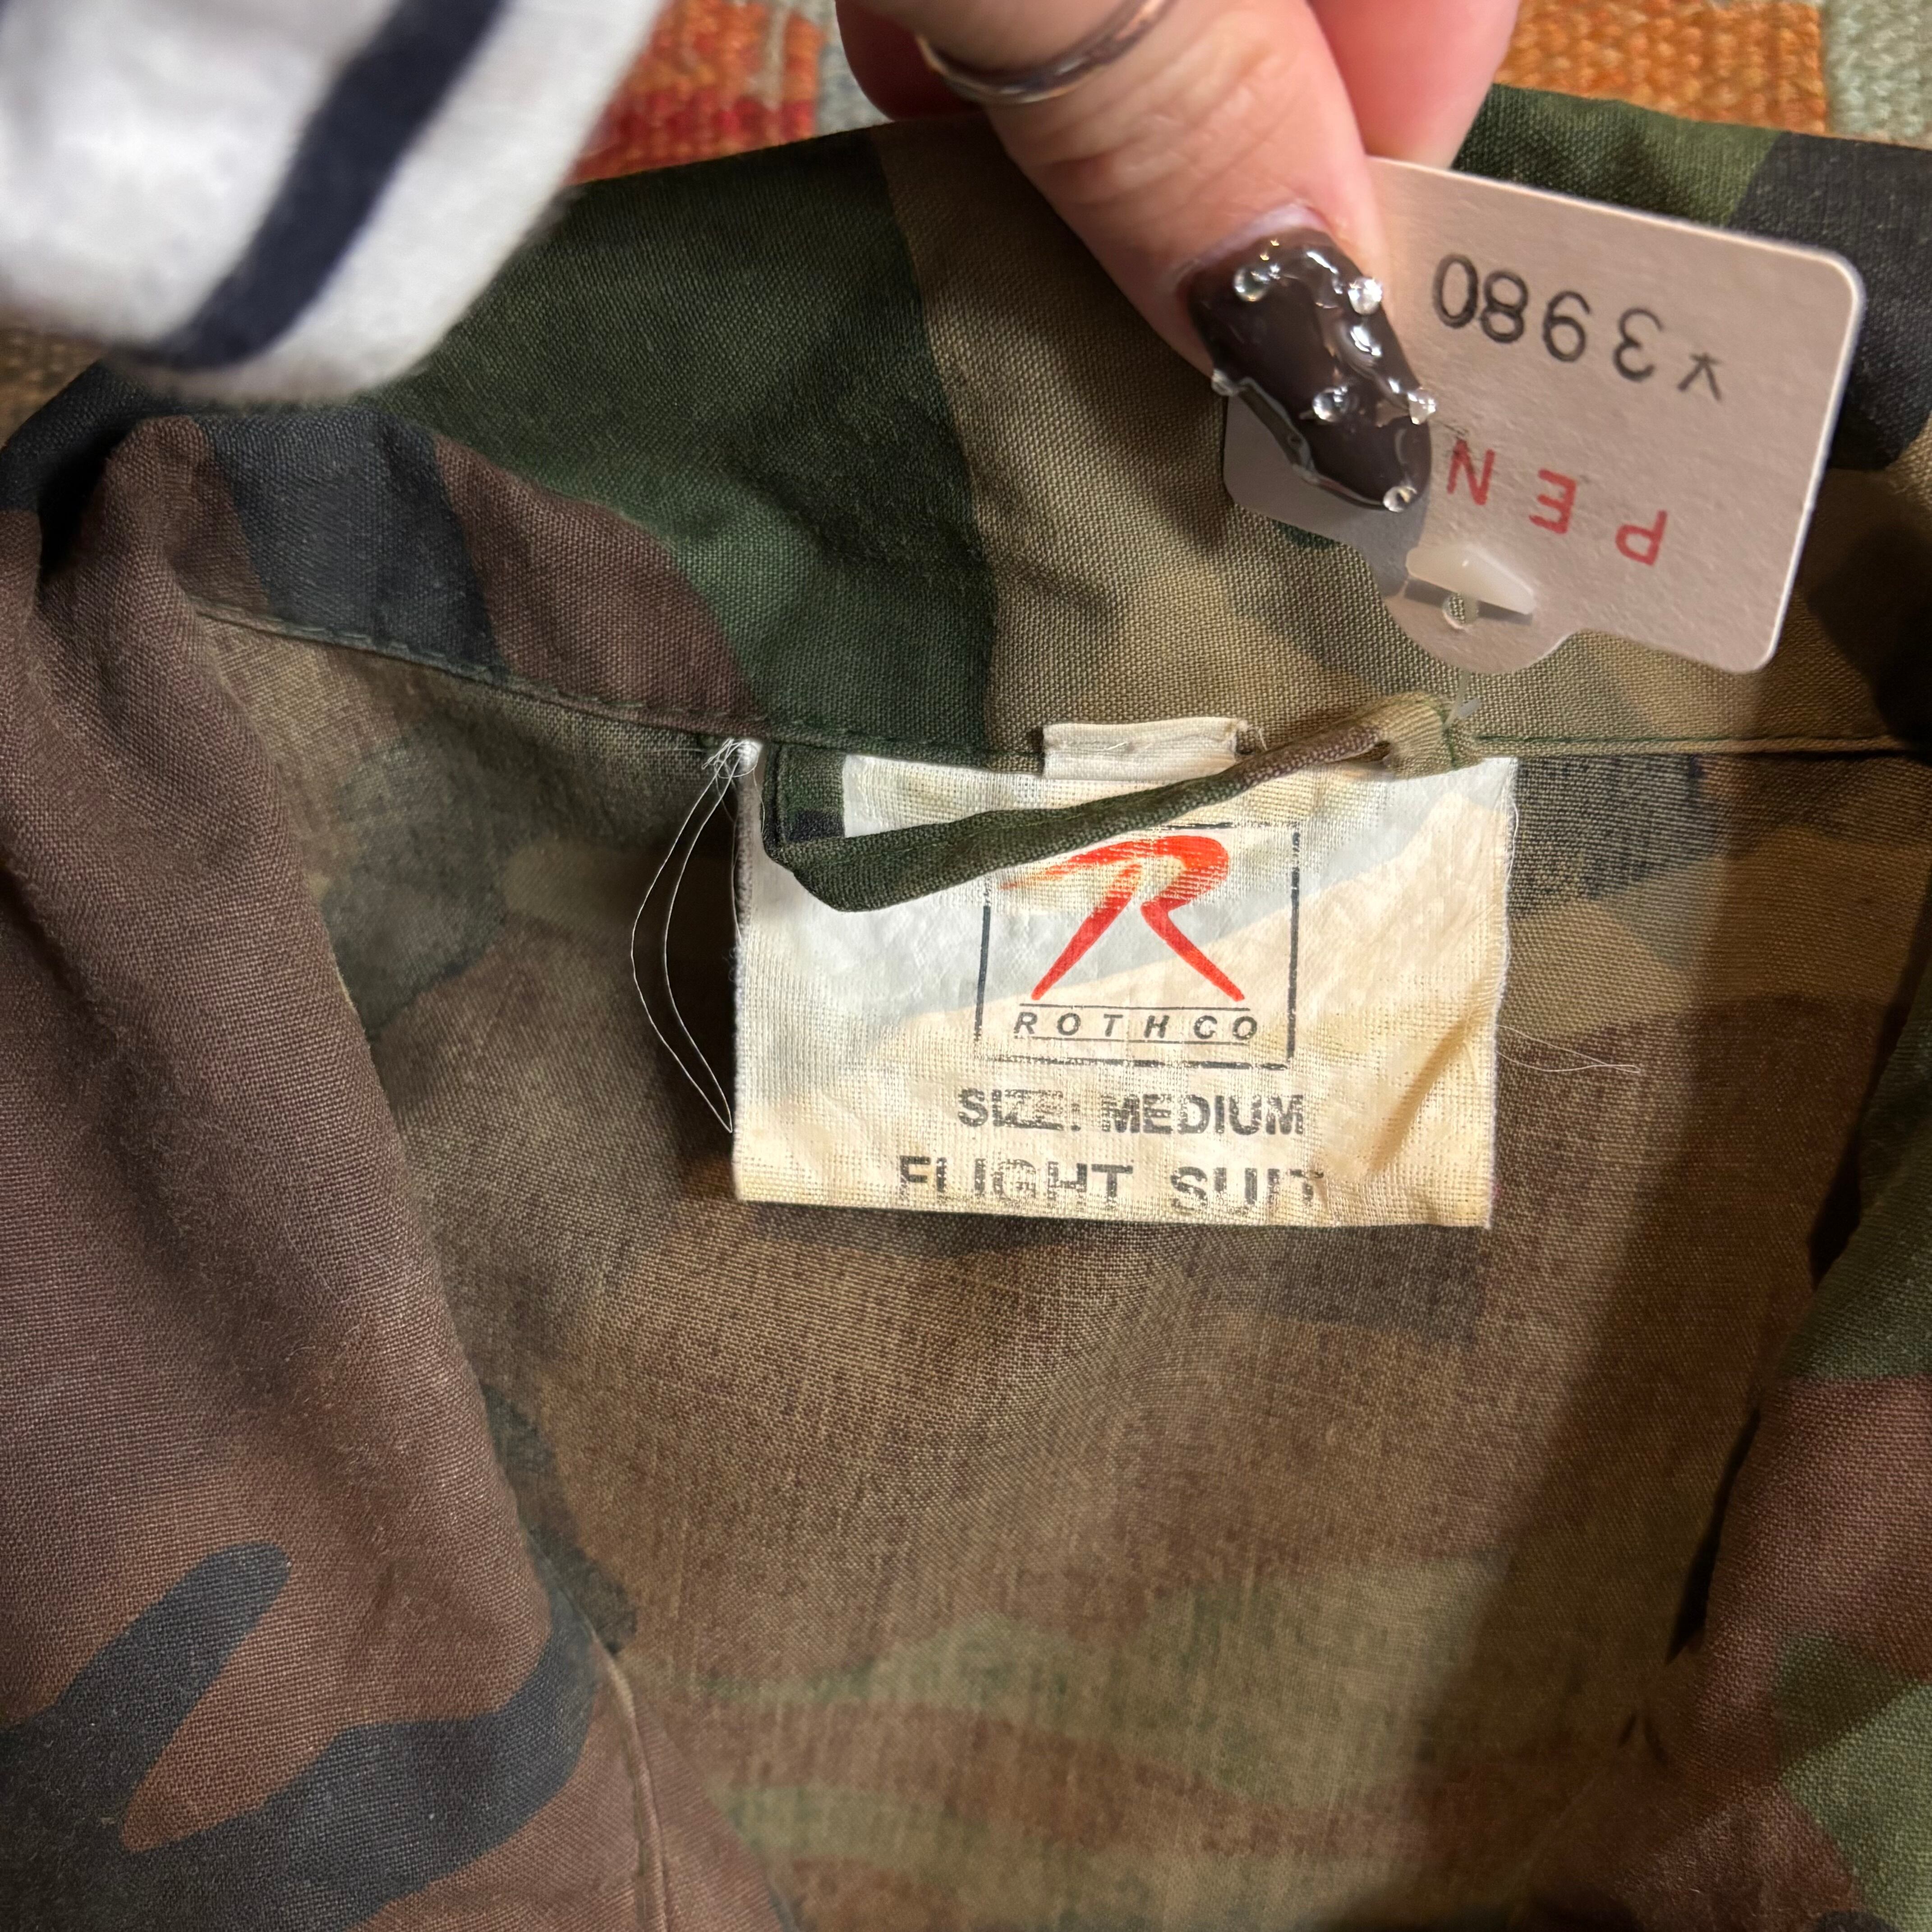 ¥3980
PEN
ROTHCO
SIZE: MEDIUM
FLIGHT SUIT